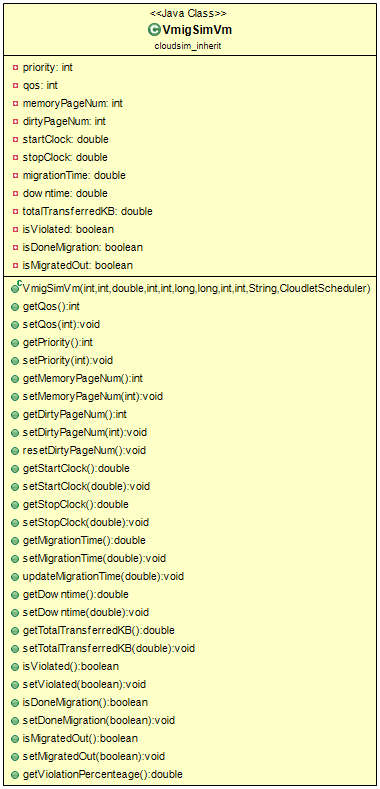 <<Java Class>>
C VmigSimVm
cloudsim_inherit
priority: int
qos: int
memoryPageNum: int
dirtyPageNum: int
startClock: double
stopClock: double
migrationTime: double
downtime: double
totalTransferredKB: double
isViolated: boolean
isDoneMigration: boolean
isMigratedOut: boolean
c VmigSimVm(int,int,double,int,int,long,long,int,int,String,CloudletScheduler)
getQos():int
setQos(int):void
getPriority():int
setPriority(int):void
getMemoryPageNum():int
setMemoryPageNum(int):void
getDirtyPageNum():int
setDirtyPageNum(int):void
resetDirtyPageNum():void
getStartClock():double
setStartClock(double):void
getStopClock():double
setStopClock(double):void
getMigrationTime():double
setMigrationTime(double):void
updateMigrationTime(double):void
getDowntime():double
setDowntime(double):void
getTotalTransferredKB():double
setTotalTransferredKB(double):void
isViolated():boolean
setViolated(boolean):void
isDoneMigration():boolean
setDoneMigration(boolean):void
isMigratedOut():boolean
setMigratedOut(boolean):void
getViolationPercenteage():double